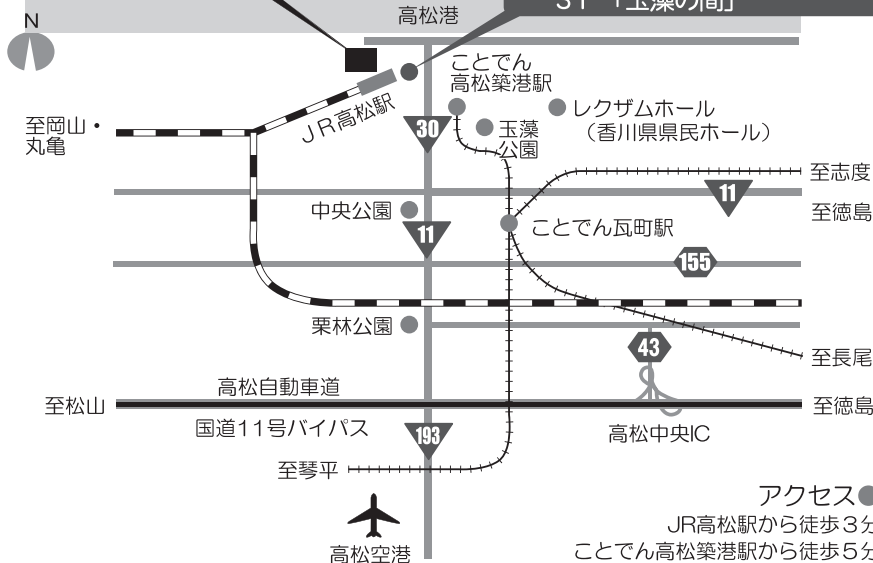 高松港
31「玉藻の間」
N
ことでん
高松築港駅
JR高松駅
レクザムホール
（香川県県民ホール）
至岡山・
丸亀
30
玉藻
公園
至志度
11
中央公園
至徳島
11
ことでん瓦町駅
155
栗林公園
43
至長尾
高松自動車道
至松山
至徳島
国道11号バイパス
193
高松中央IC
至琴平
アクセス
JR高松駅から徒歩３分
高松空港
ことでん高松築港駅から徒歩５分